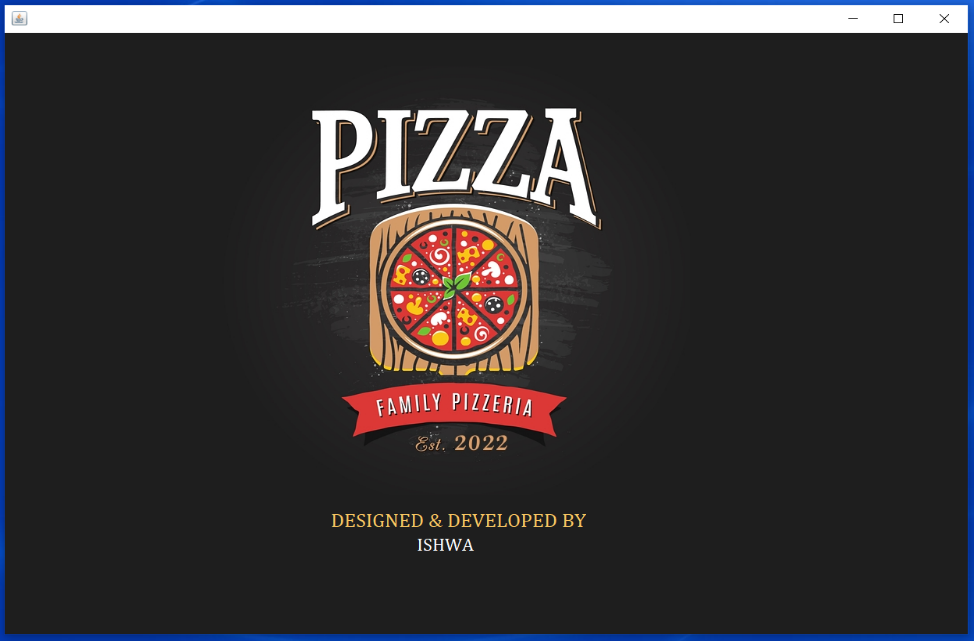 PIZZA
FAMILY PIZZERIA
Est. 2022
DESIGNED & DEVELOPED BY
ISHWA